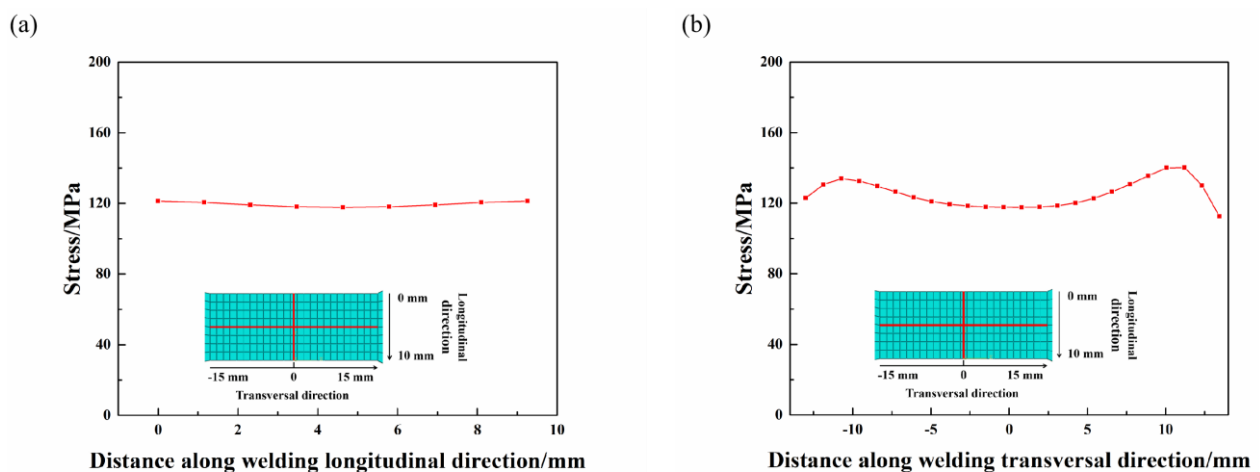 (a)
200
160
120
80
40
0
Stress/MPa
0 2 4 6 8 10
Distance along welding longitudinal direction/mm
0 mm
10 mm
Longitudinal
direction
-15 mm 0 15 mm
Transversal direction
(b)
200
160
120
80
40
0
Stress/MPa
-10 -5 0 5 10
Distance along welding transversal direction/mm
0 mm
10 mm
Longitudinal
direction
-15 mm 0 15 mm
Transversal direction